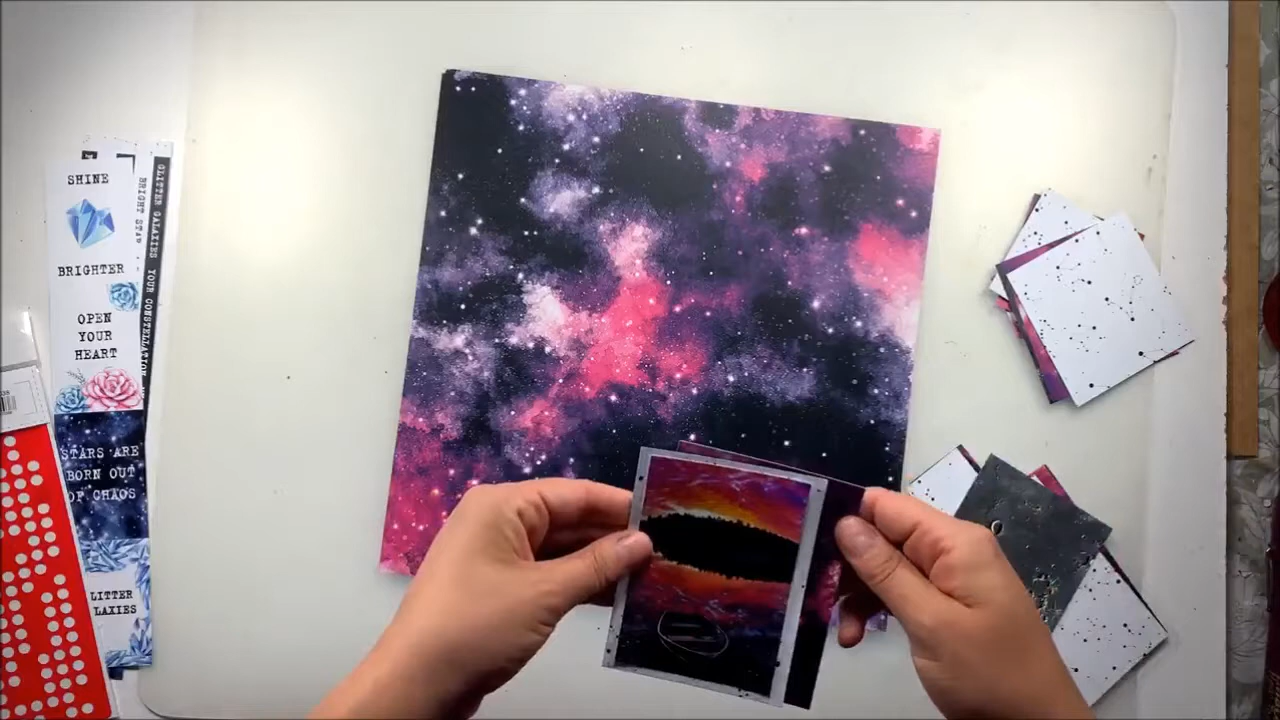 SHINE
BRIGHTER
OPEN
YOUR
HEART
STARS ARE
BORN OUT
OF CHAOS
LITTER
LAXIES
BRIGHT STAR
GLITTER GALAXIES YOUR CONSTELLATION